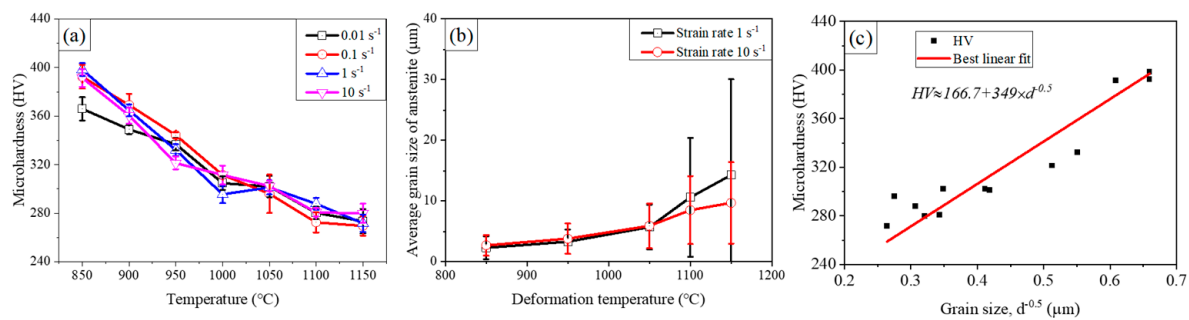 (a)
0.01 s⁻¹
0.1 s⁻¹
1 s⁻¹
10 s⁻¹
440
400
360
320
280
240
Microhardness (HV)
850 900 950 1000 1050 1100 1150
Temperature (℃)
(b)
Strain rate 1 s⁻¹
Strain rate 10 s⁻¹
40
30
20
10
0
Average grain size of austenite (μm)
800 900 1000 1100 1200
Deformation temperature (℃)
(c)
HV
Best linear fit
HV≈166.7+349×d⁻⁰·⁵
440
400
360
320
280
240
Microhardness (HV)
0.2 0.3 0.4 0.5 0.6 0.7
Grain size, d⁻⁰·⁵ (μm)